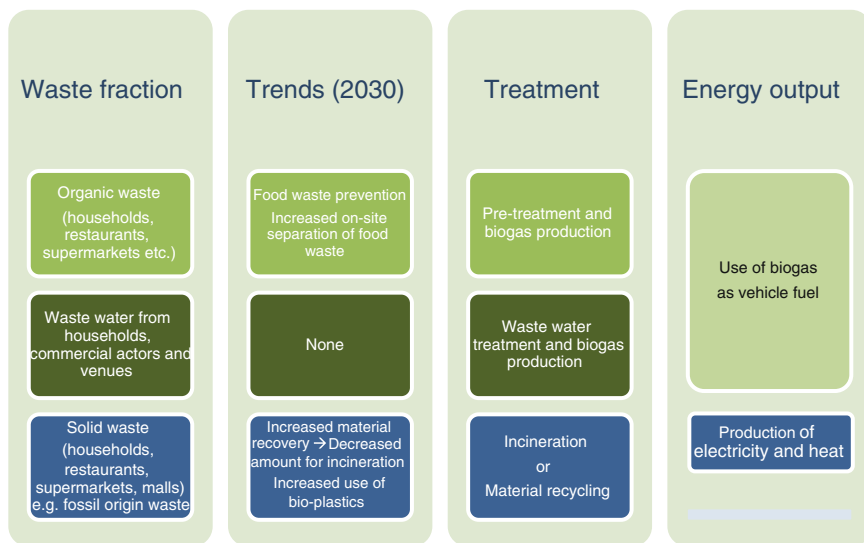 Waste fraction
Organic waste
(households,
restaurants,
supermarkets etc.)
Waste water from
households,
commercial actors and
venues
Solid waste
(households,
restaurants,
supermarkets, malls)
e.g. fossil origin waste
Trends (2030)
Food waste prevention
Increased on-site
separation of food
waste
None
Increased material
recovery → Decreased
amount for incineration
Increased use of
bio-plastics
Treatment
Pre-treatment and
biogas production
Waste water
treatment and biogas
production
Incineration
or
Material recycling
Energy output
Use of biogas
as vehicle fuel
Production of
electricity and heat